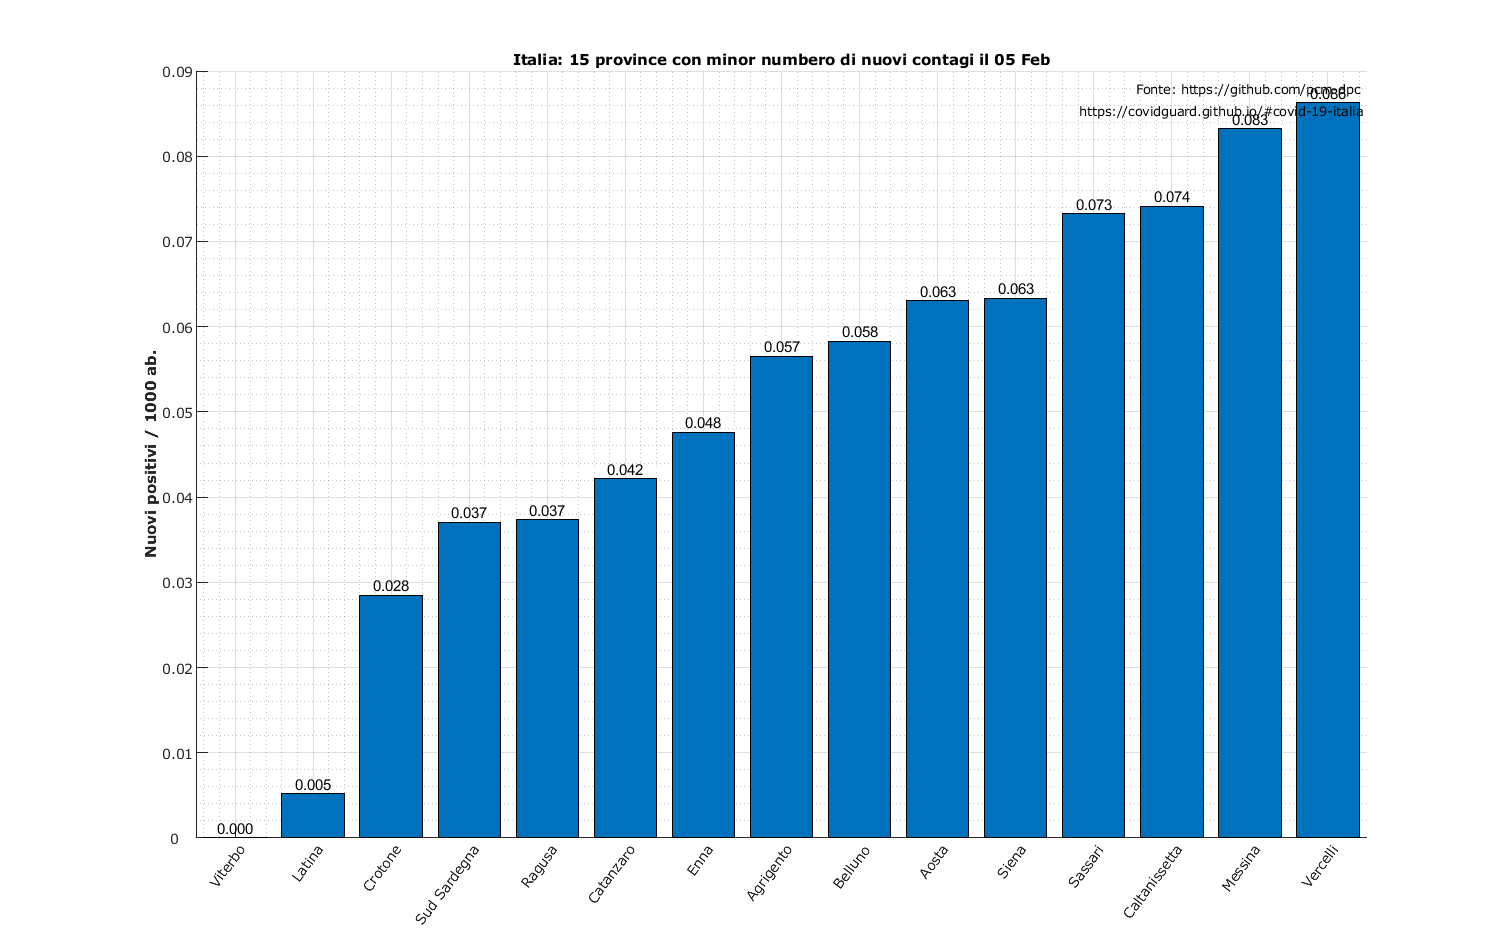 Italia: 15 province con minor numbero di nuovi contagi il 05 Feb
Fonte: https://github.com/pcm-dpc
https://covidguard.github.io/#covid-19-italia
Nuovi positivi / 1000 ab.
0.09
0.08
0.07
0.06
0.05
0.04
0.03
0.02
0.01
0
0.000
0.005
0.028
0.037
0.037
0.042
0.048
0.057
0.058
0.063
0.063
0.073
0.074
0.083
0.086
Viterbo
Latina
Crotone
Sud Sardegna
Ragusa
Catanzaro
Enna
Agrigento
Belluno
Aosta
Siena
Sassari
Caltanissetta
Messina
Vercelli